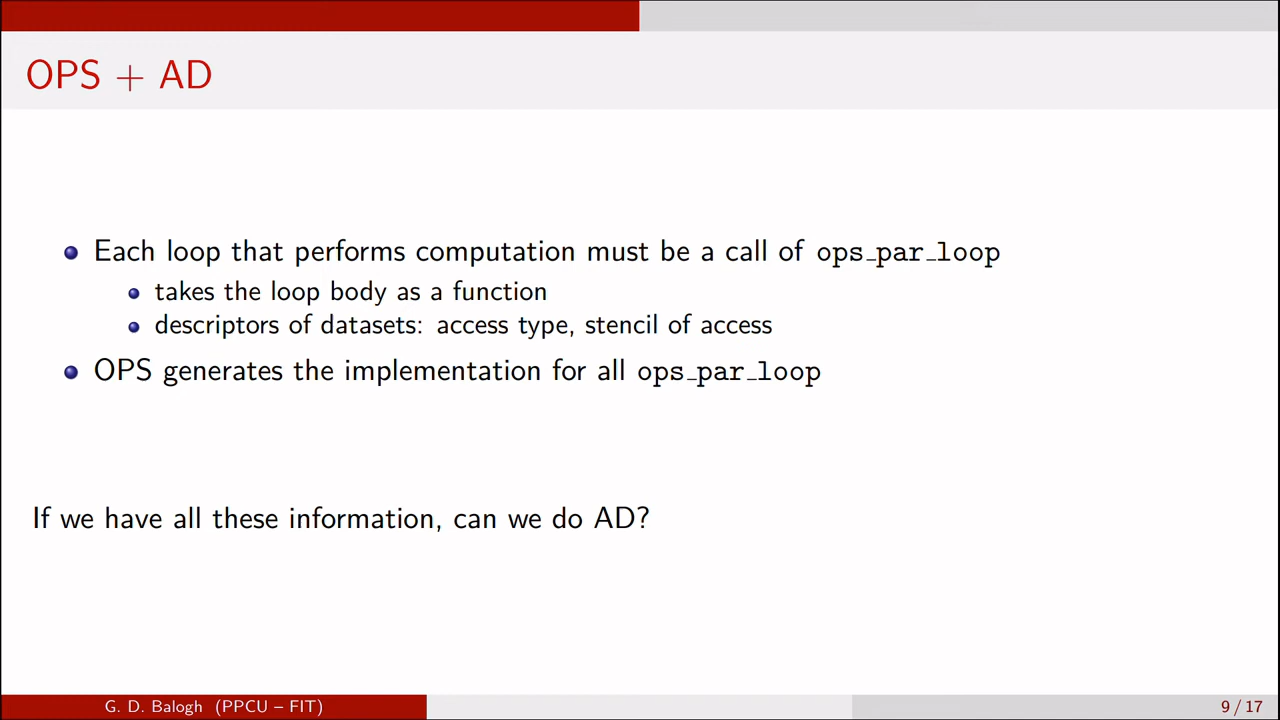 OPS + AD
Each loop that performs computation must be a call of ops_par_loop
takes the loop body as a function
descriptors of datasets: access type, stencil of access
OPS generates the implementation for all ops_par_loop
If we have all these information, can we do AD?
G. D. Balogh (PPCU – FIT)
9 / 17